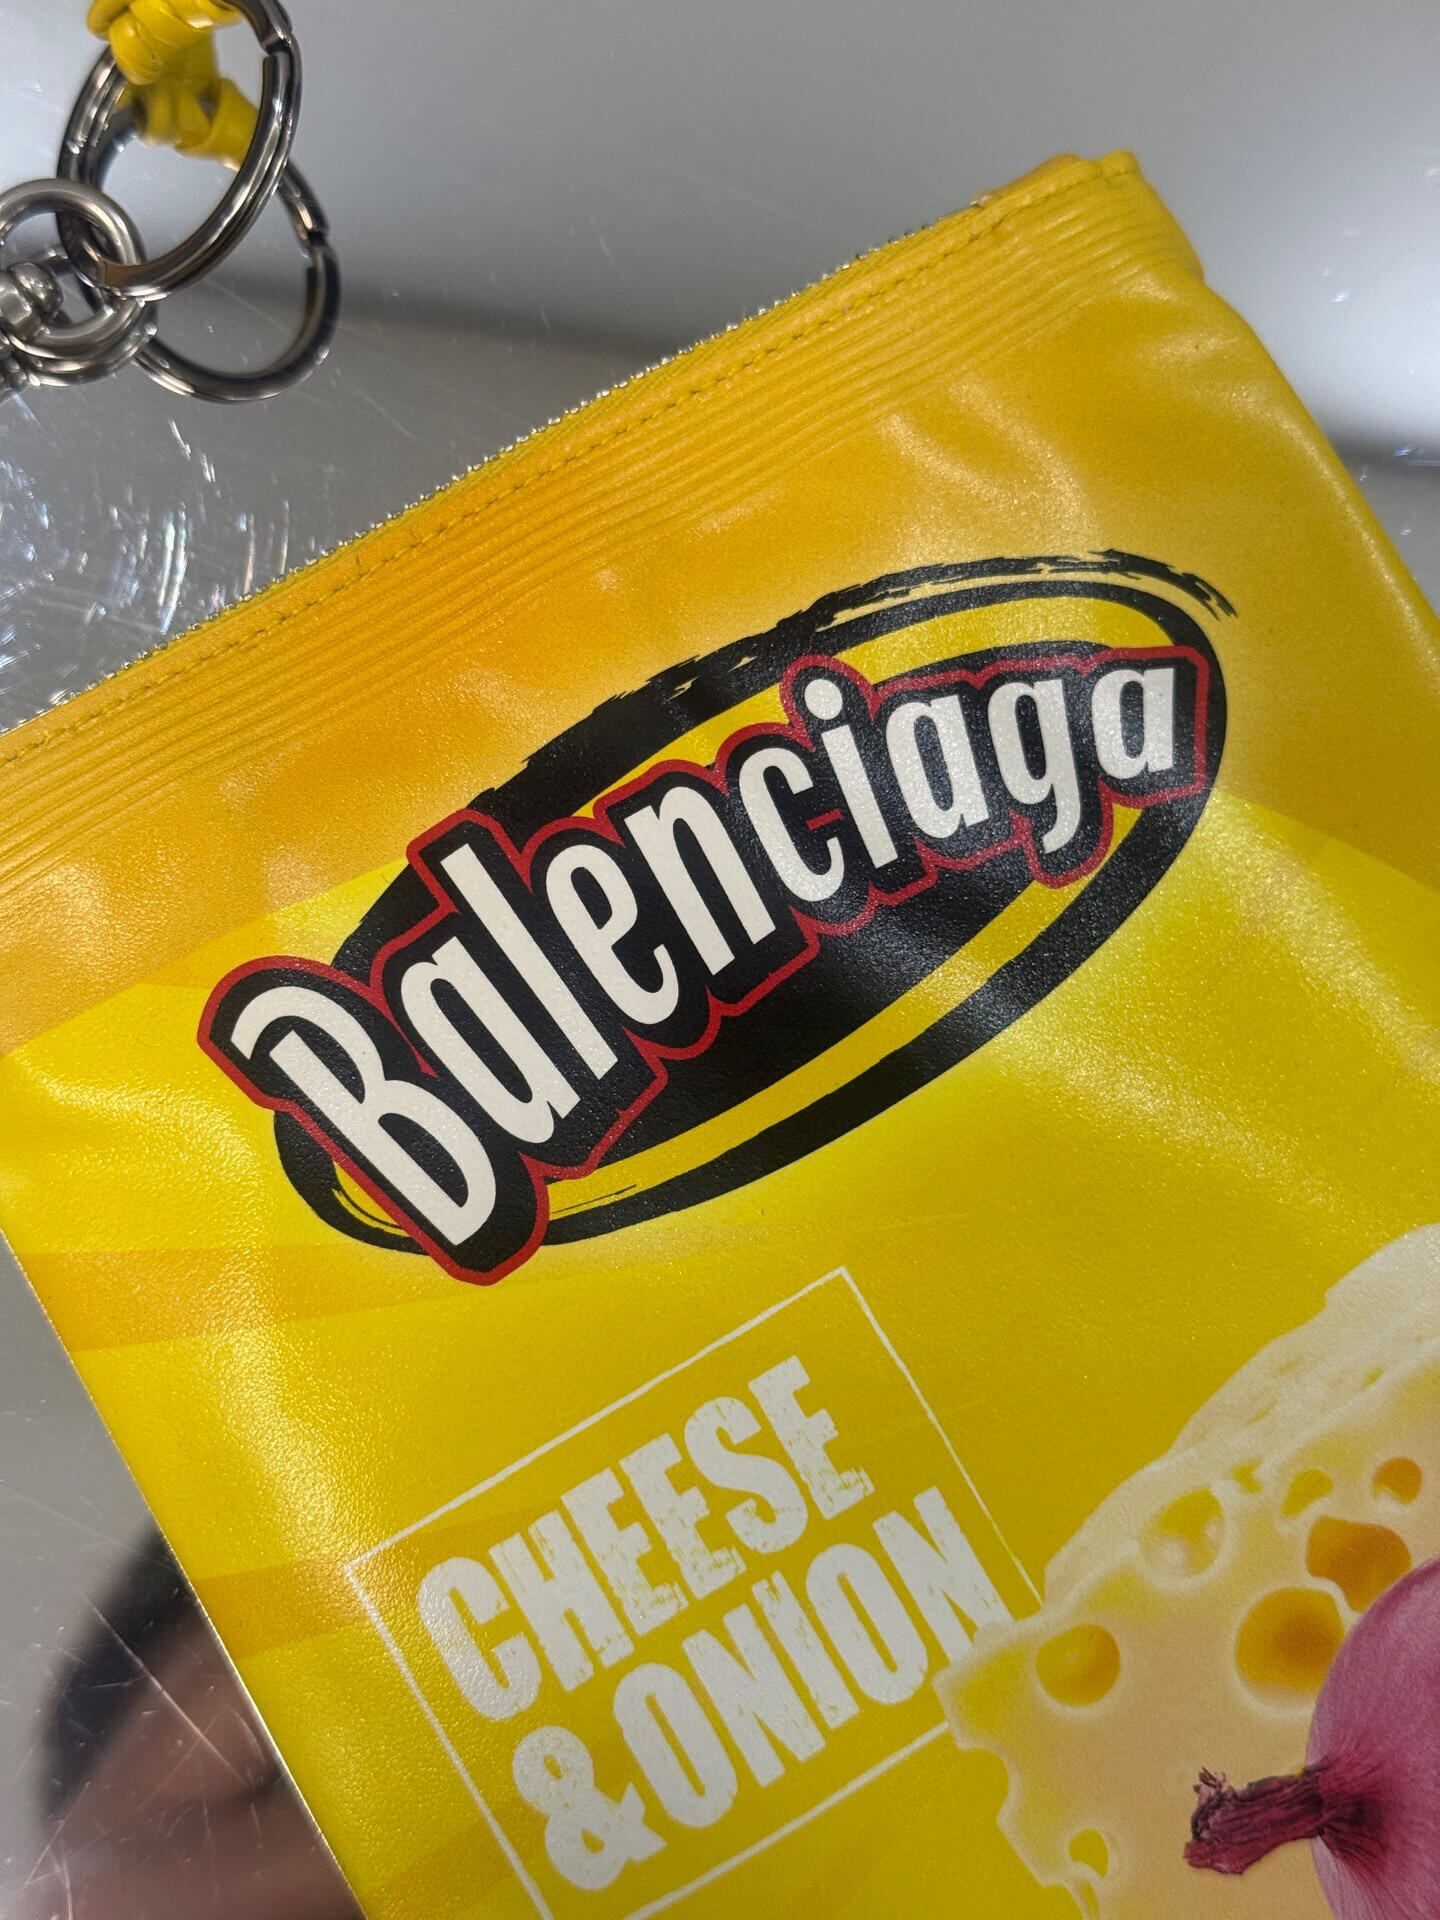 Balenciaga
CHEESE
& ONION